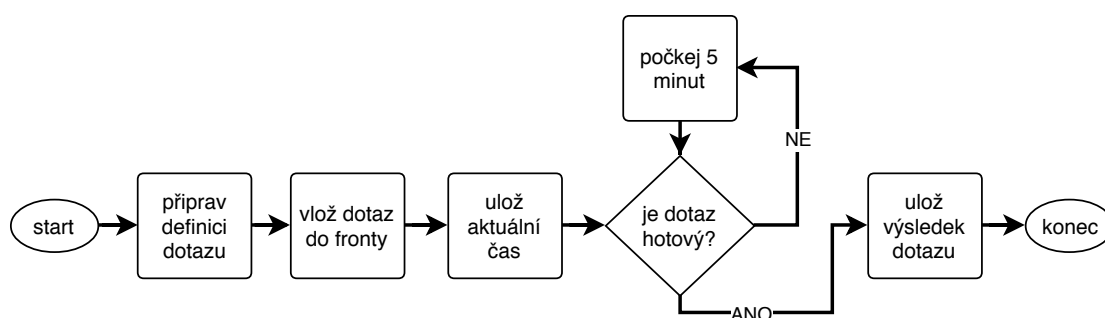 start
připrav
definici
dotazu
vlož dotaz
do fronty
ulož
aktuální
čas
je dotaz
hotový?
počkej 5
minut
NE
ANO
ulož
výsledek
dotazu
konec